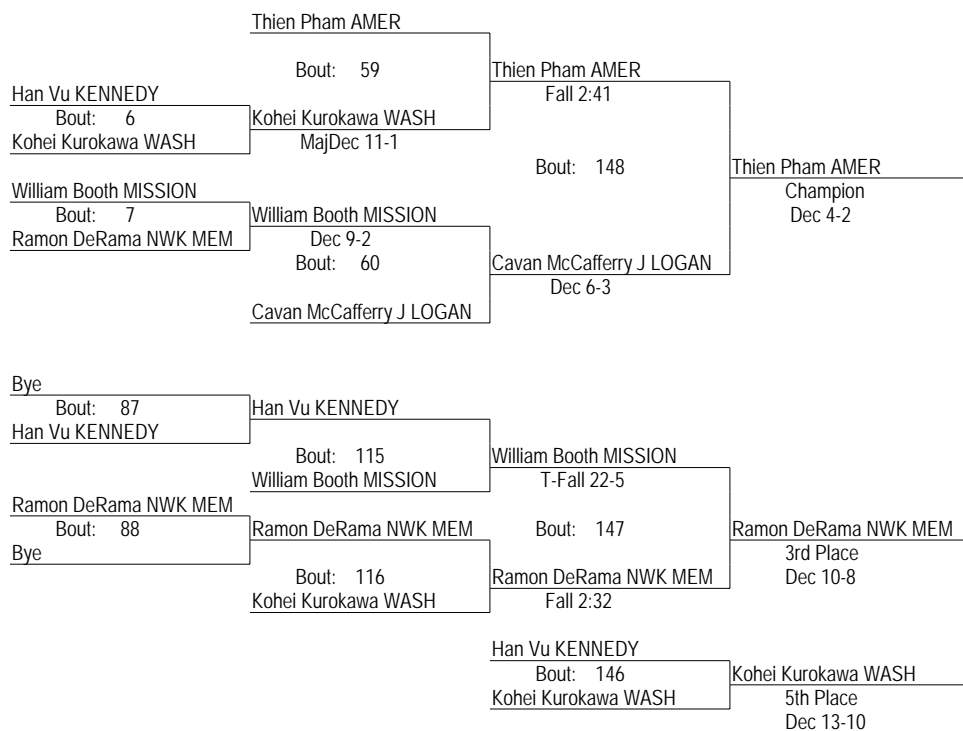 Thien Pham AMER
Bout: 59
Thien Pham AMER
Fall 2:41
Han Vu KENNEDY
Bout: 6
Kohei Kurokawa WASH
Kohei Kurokawa WASH
MajDec 11-1
Bout: 148
Thien Pham AMER
Champion
Dec 4-2
William Booth MISSION
Bout: 7
Ramon DeRama NWK MEM
William Booth MISSION
Dec 9-2
Bout: 60
Cavan McCafferry J LOGAN
Dec 6-3
Cavan McCafferry J LOGAN
Bye
Bout: 87
Han Vu KENNEDY
Han Vu KENNEDY
Bout: 115
William Booth MISSION
William Booth MISSION
T-Fall 22-5
Ramon DeRama NWK MEM
Bout: 88
Bye
Ramon DeRama NWK MEM
Bout: 116
Kohei Kurokawa WASH
Bout: 147
Ramon DeRama NWK MEM
Fall 2:32
Ramon DeRama NWK MEM
3rd Place
Dec 10-8
Han Vu KENNEDY
Bout: 146
Kohei Kurokawa WASH
Kohei Kurokawa WASH
5th Place
Dec 13-10